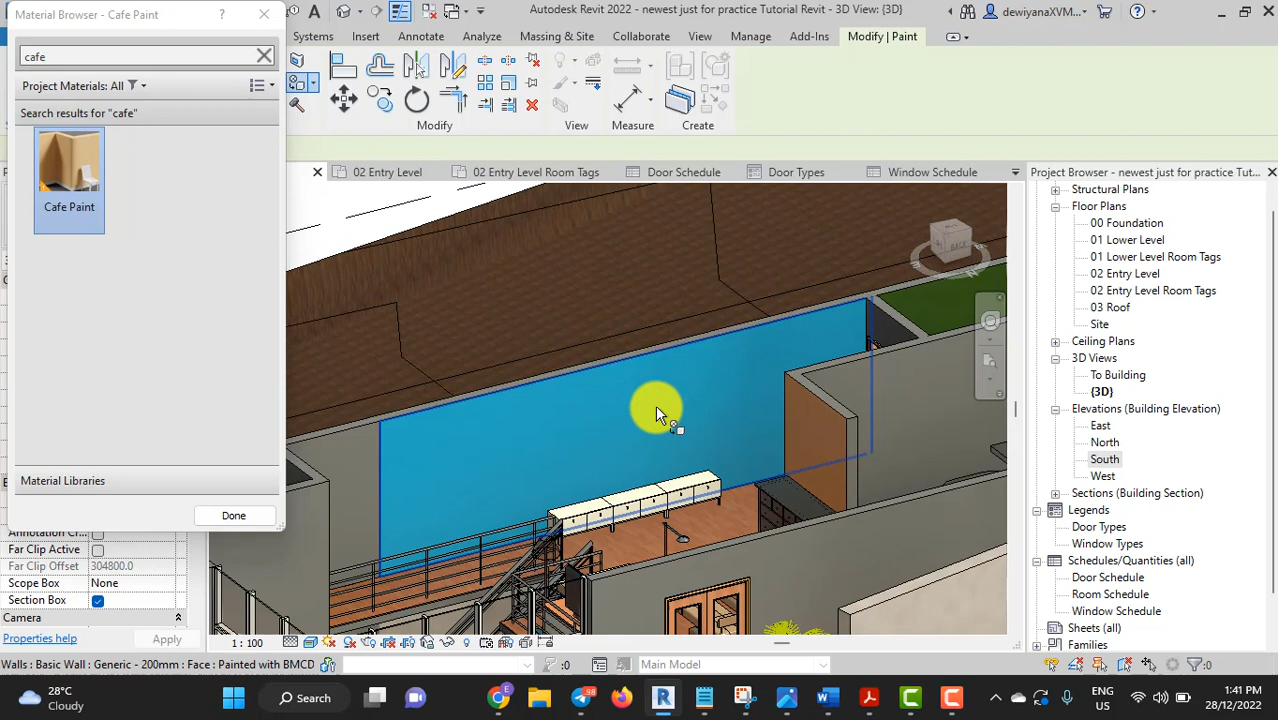 Material Browser - Cafe Paint
?
A
Autodesk Revit 2022 - newest just for practice Tutorial Revit - 3D View: {3D}
dewiyanaXVM...
Systems
Insert
Annotate
Analyze
Massing & Site
Collaborate
View
Manage
Add-Ins
Modify | Paint
cafe
Project Materials: All
Search results for "cafe"
Cafe Paint
Material Libraries
Done
Modify
View
Measure
Create
02 Entry Level
02 Entry Level Room Tags
Door Schedule
Door Types
Window Schedule
Project Browser - newest just for practice Tu...
Structural Plans
Floor Plans
00 Foundation
01 Lower Level
01 Lower Level Room Tags
02 Entry Level
02 Entry Level Room Tags
03 Roof
Site
Ceiling Plans
3D Views
To Building
{3D}
Elevations (Building Elevation)
East
North
South
West
Sections (Building Section)
Legends
Door Types
Window Types
Schedules/Quantities (all)
Door Schedule
Room Schedule
Window Schedule
Sheets (all)
Families
BACK
Annotation Cr...
Far Clip Active
Far Clip Offset 304800.0
Scope Box None
Section Box
Camera
Properties help
Apply
1 : 100
Walls : Basic Wall : Generic - 200mm : Face : Painted with BMCD
:0
Main Model
:0
28°C
Cloudy
Search
98
ENG
US
1:41 PM
28/12/2022